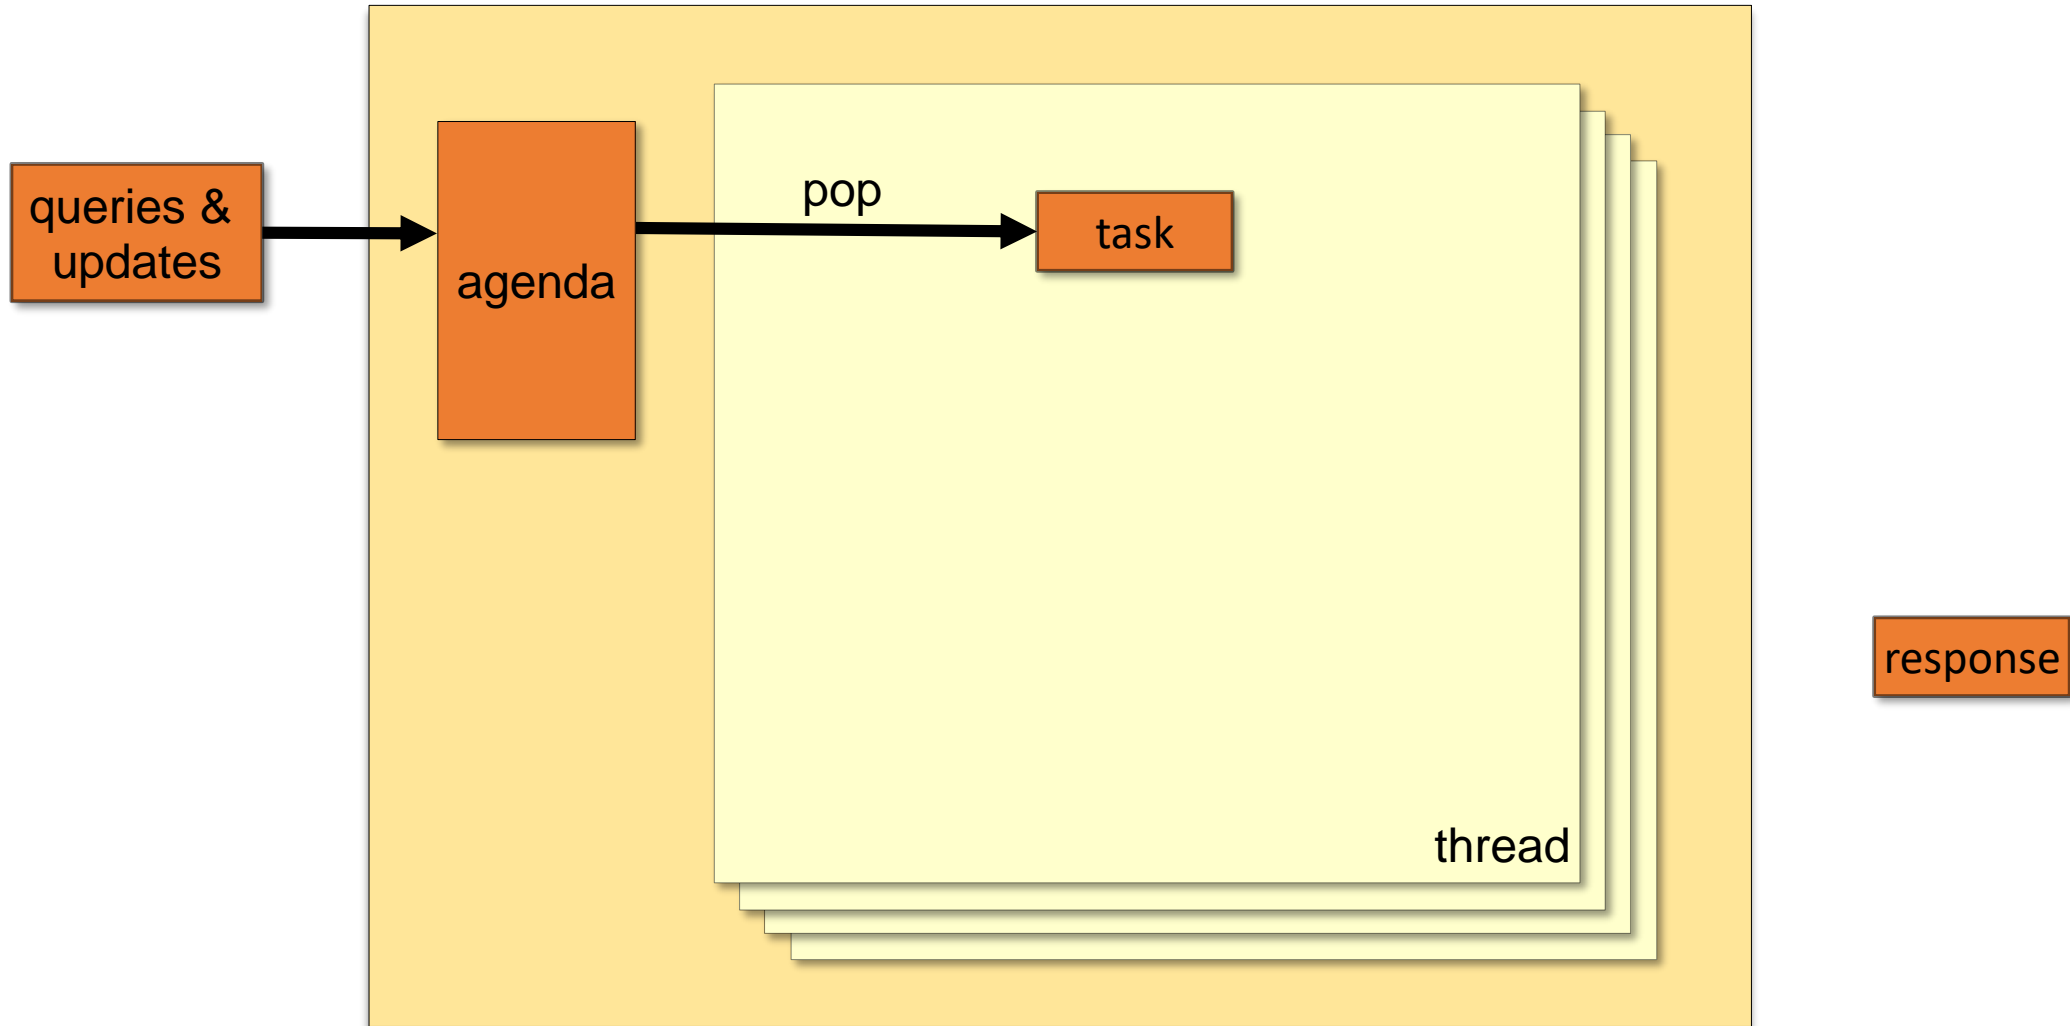 queries &
updates
agenda
pop
task
thread
response